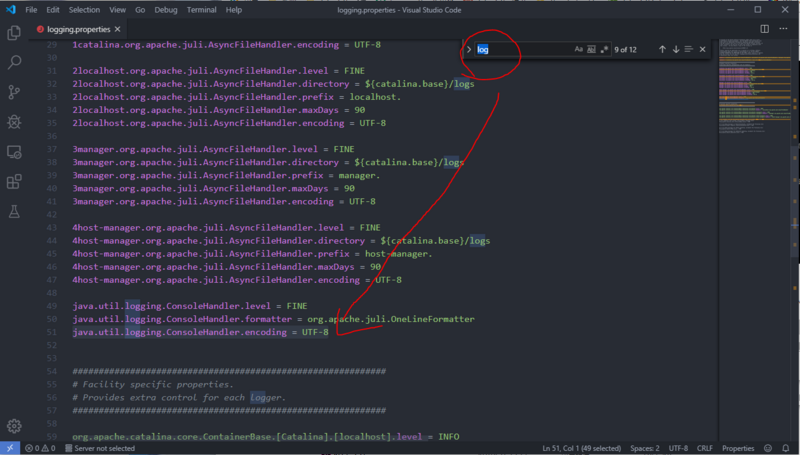 File Edit Selection View Go Debug Terminal Help logging.properties - Visual Studio Code
logging.properties
log Aa Ab .* 9 of 12
29 1catalina.org.apache.juli.AsyncFileHandler.encoding = UTF-8
30
31 2localhost.org.apache.juli.AsyncFileHandler.level = FINE
32 2localhost.org.apache.juli.AsyncFileHandler.directory = ${catalina.base}/logs
33 2localhost.org.apache.juli.AsyncFileHandler.prefix = localhost.
34 2localhost.org.apache.juli.AsyncFileHandler.maxDays = 90
35 2localhost.org.apache.juli.AsyncFileHandler.encoding = UTF-8
36
37 3manager.org.apache.juli.AsyncFileHandler.level = FINE
38 3manager.org.apache.juli.AsyncFileHandler.directory = ${catalina.base}/logs
39 3manager.org.apache.juli.AsyncFileHandler.prefix = manager.
40 3manager.org.apache.juli.AsyncFileHandler.maxDays = 90
41 3manager.org.apache.juli.AsyncFileHandler.encoding = UTF-8
42
43 4host-manager.org.apache.juli.AsyncFileHandler.level = FINE
44 4host-manager.org.apache.juli.AsyncFileHandler.directory = ${catalina.base}/logs
45 4host-manager.org.apache.juli.AsyncFileHandler.prefix = host-manager.
46 4host-manager.org.apache.juli.AsyncFileHandler.maxDays = 90
47 4host-manager.org.apache.juli.AsyncFileHandler.encoding = UTF-8
48
49 java.util.logging.ConsoleHandler.level = FINE
50 java.util.logging.ConsoleHandler.formatter = org.apache.juli.OneLineFormatter
51 java.util.logging.ConsoleHandler.encoding = UTF-8
52
53
54 ############################################################
55 # Facility specific properties.
56 # Provides extra control for each logger.
57 ############################################################
58
59 org.apache.catalina.core.ContainerBase.[Catalina].[localhost].level = INFO
0 0 Server not selected Ln 51, Col 1 (49 selected) Spaces: 2 UTF-8 CRLF Properties